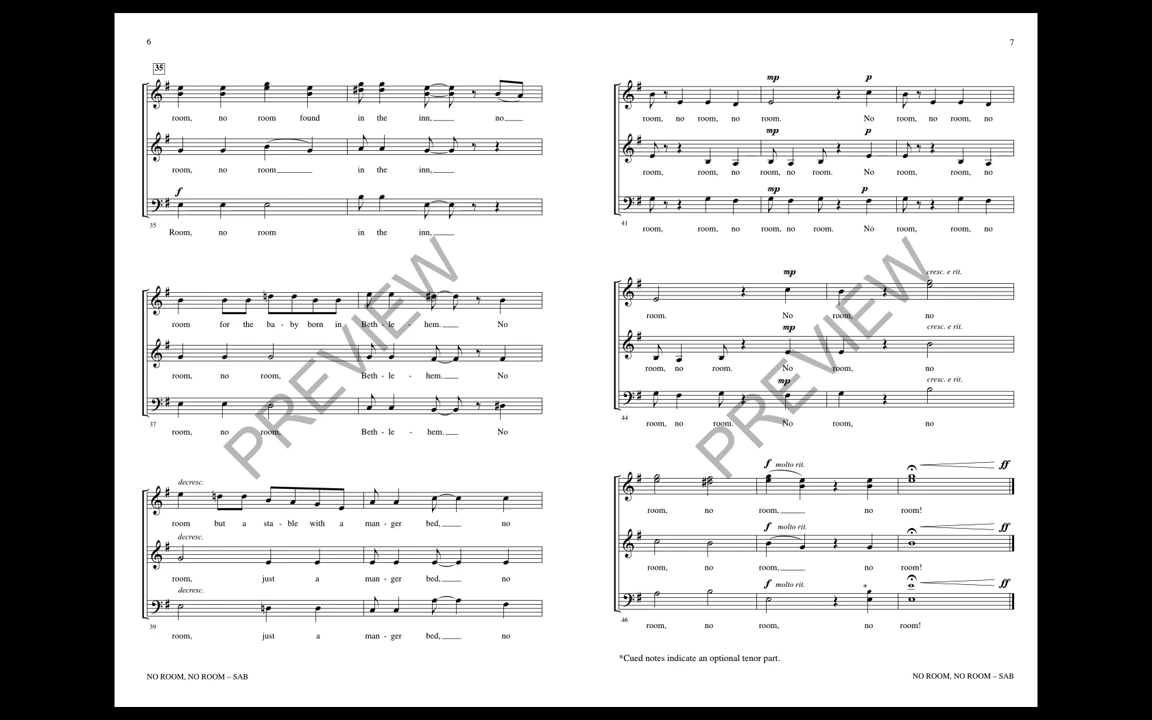 6
35
room, no room found in the inn, no
room, no room in the inn,
f
35
Room, no room in the inn,
room for the ba - by born in Beth - le - hem. No
room, no room, Beth - le - hem. No
37
room, no room, Beth - le - hem. No
decresc.
room but a sta - ble with a man - ger bed, no
decresc.
room, just a man - ger bed, no
decresc.
39
room, just a man - ger bed, no
NO ROOM, NO ROOM – SAB
PREVIEW
7
mp p
room, no room, no room. No room, no room, no
mp p
room, room, no room, no room. No room, room, no
mp p
41
room, room, no room, no room. No room, room, no
mp cresc. e rit.
room. No room, no
mp cresc. e rit.
room, no room. No room, no
mp cresc. e rit.
44
room, no room. No room, no
f molto rit. ff
room, no room, no room!
f molto rit. ff
room, no room, no room!
f molto rit. * ff
46
room, no room, no room!
*Cued notes indicate an optional tenor part.
NO ROOM, NO ROOM – SAB
PREVIEW